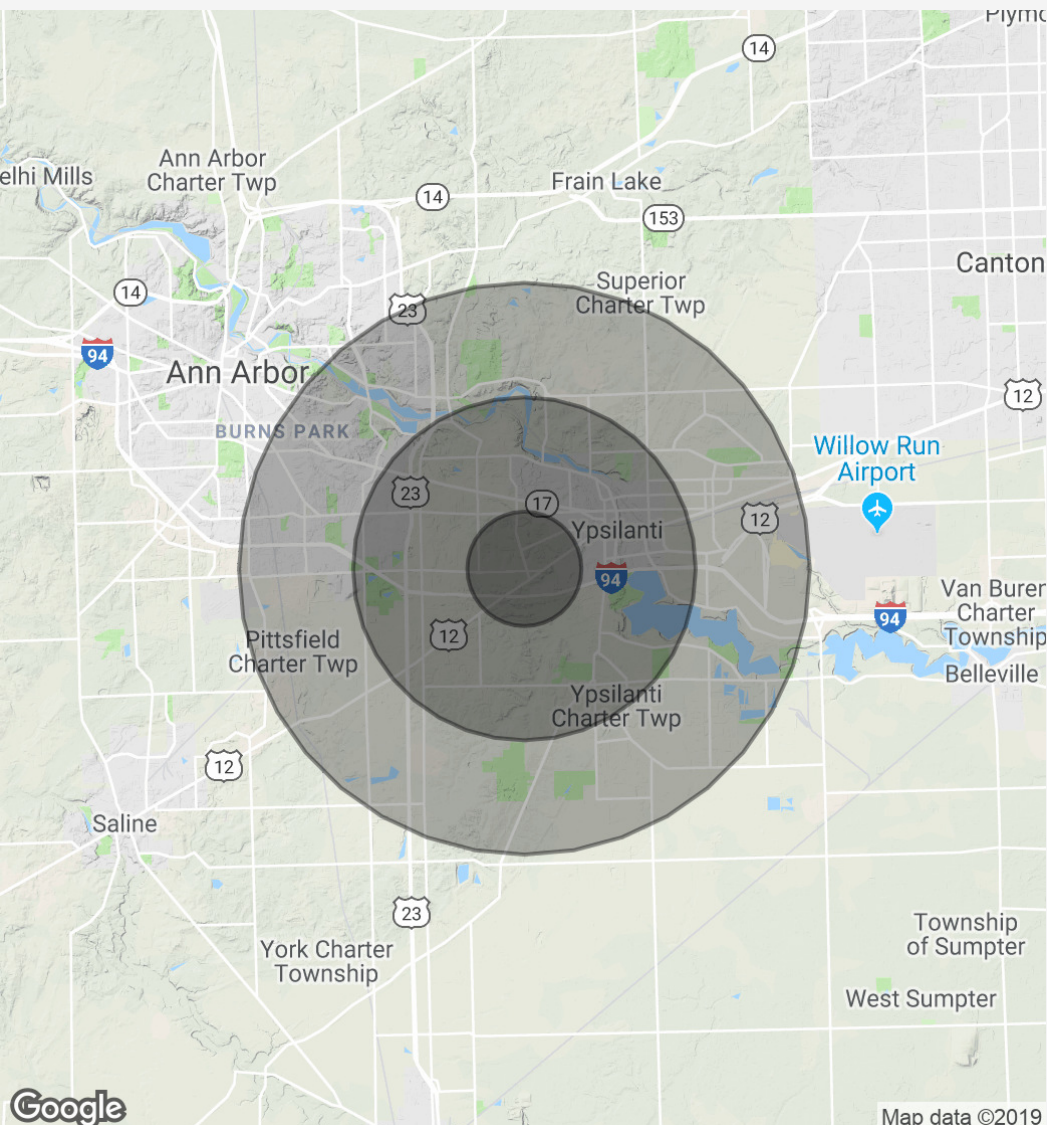 Plymo
14
Ann Arbor
Charter Twp
elhi Mills
14
Frain Lake
153
Canton
Superior
Charter Twp
14
23
94
Ann Arbor
12
BURNS PARK
Willow Run
Airport
23
17
12
Ypsilanti
94
Van Buren
Charter
Township
94
12
Pittsfield
Charter Twp
Belleville
Ypsilanti
Charter Twp
12
Saline
23
Township
of Sumpter
York Charter
Township
West Sumpter
Google
Map data ©2019